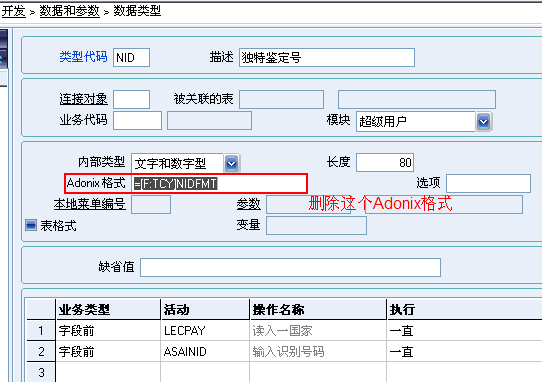 开发 > 数据和参数 > 数据类型
类型代码 NID 描述 独特鉴定号
连接对象 被关联的表
业务代码 模块 超级用户
内部类型 文字和数字型 长度 80
Adonix 格式 =[F:TCY]NIDFMT 选项
本地菜单编号 参数 删除这个Adonix格式
表格式 变量
缺省值
业务类型 活动 操作名称 执行
1 字段前 LECPAY 读入一国家 一直
2 字段前 ASAINID 输入识别号码 一直
3